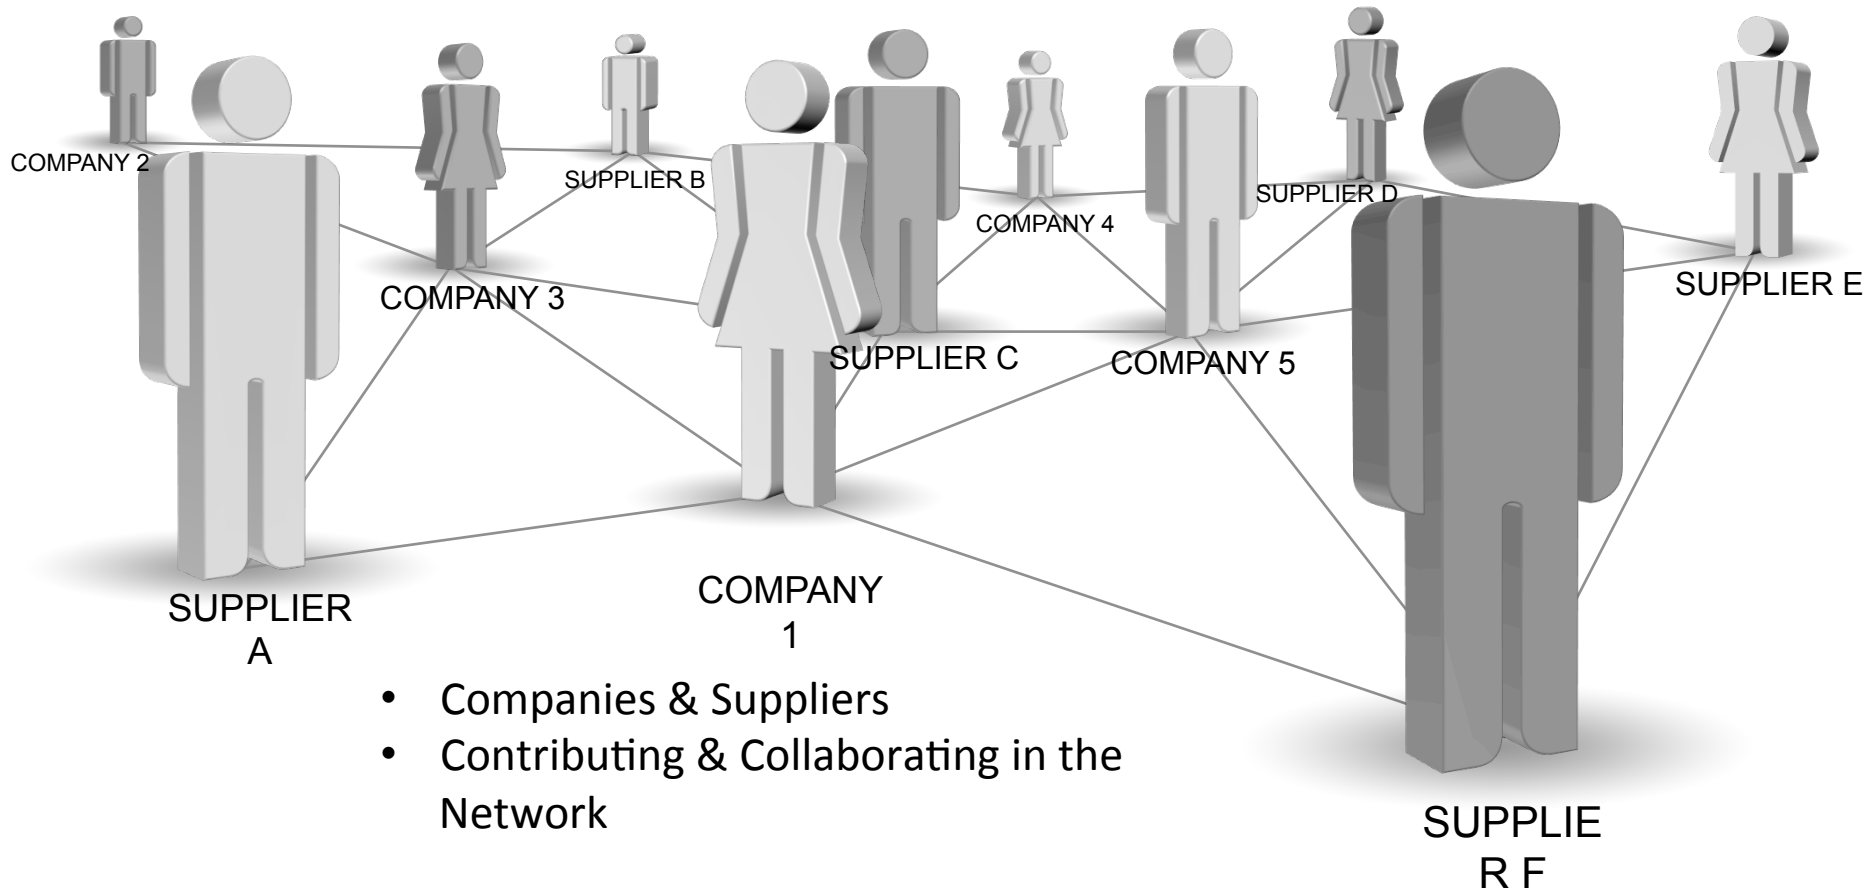 COMPANY 2
SUPPLIER B
SUPPLIER D
COMPANY 4
COMPANY 3
SUPPLIER E
SUPPLIER C
COMPANY 5
SUPPLIER
A
COMPANY
1
• Companies & Suppliers
• Contributing & Collaborating in the
Network
SUPPLIE
R F